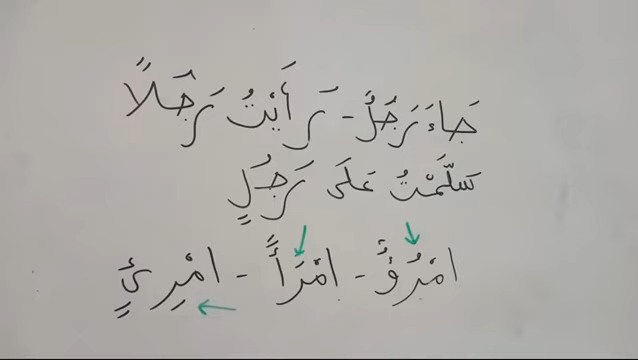 جَاءَ رَجُلٌ - رَأَيْتُ رَجُلًا
سَلَّمْتُ عَلَى رَجُلٍ
امْرُؤٌ - امْرَأً - امْرِئٍ